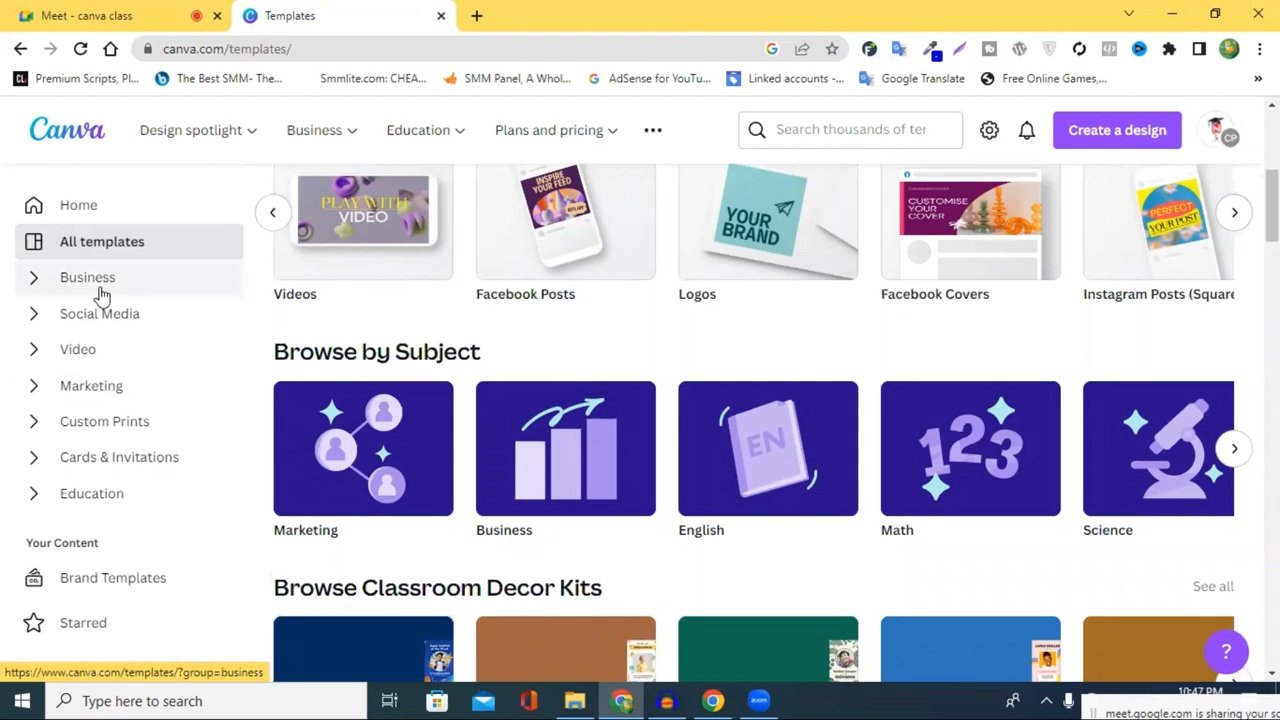 Meet - canva class
Templates
canva.com/templates/
Premium Scripts, Pl...
The Best SMM- The...
Smmlite.com: CHEA...
SMM Panel, A Whol...
AdSense for YouTu...
Linked accounts -...
Google Translate
Free Online Games,...
Canva
Design spotlight
Business
Education
Plans and pricing
Search thousands of ter
Create a design
CP
Home
All templates
Business
Social Media
Video
Marketing
Custom Prints
Cards & Invitations
Education
Your Content
Brand Templates
Starred
PLAY WITH
VIDEO
INSPIRE
YOUR FEED
YOUR
BRAND
CUSTOMISE
YOUR
COVER
PERFECT
YOUR
POST
Videos
Facebook Posts
Logos
Facebook Covers
Instagram Posts (Square
Browse by Subject
EN
123
Marketing
Business
English
Math
Science
Browse Classroom Decor Kits
See all
?
https://www.canva.com/templates/?group=business
Type here to search
zoom
10:47 PM
meet.google.com is sharing your sc